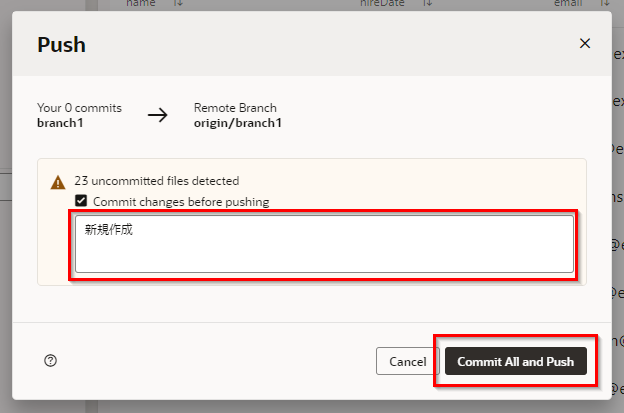 name hireDate email
Push
Your 0 commits
branch1
Remote Branch
origin/branch1
23 uncommitted files detected
Commit changes before pushing
新規作成
Cancel
Commit All and Push